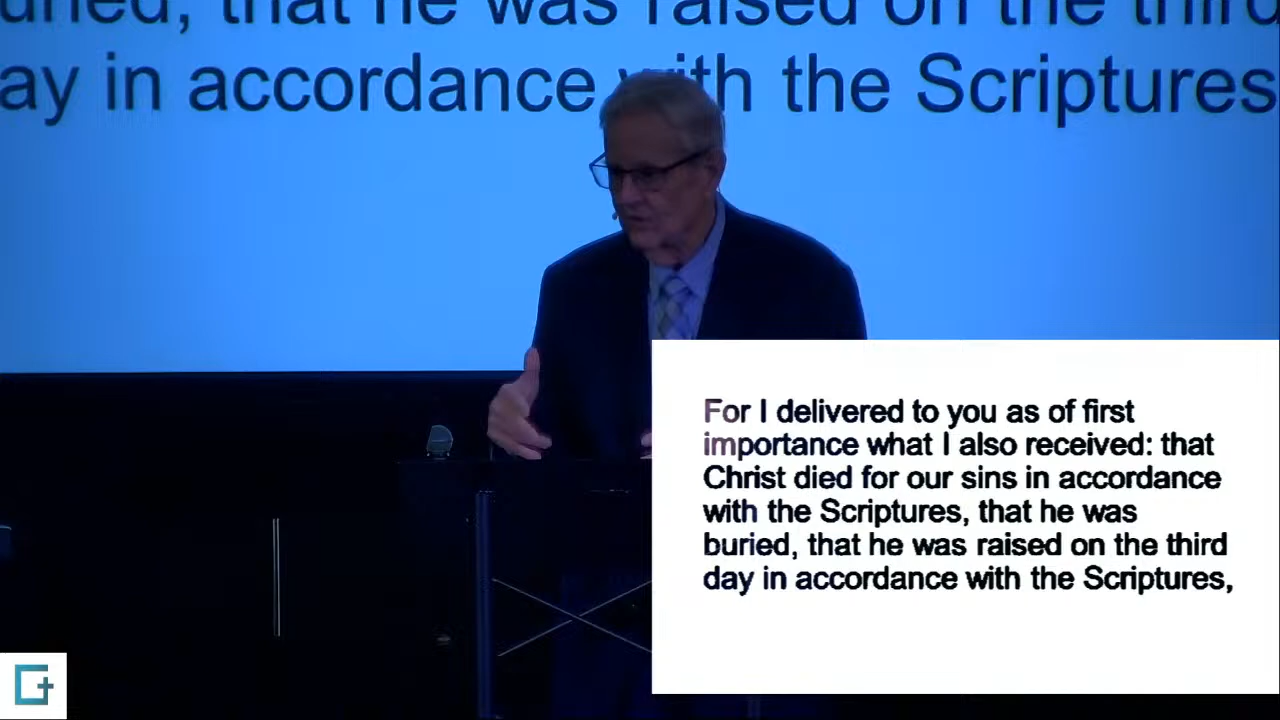 uried, that he was raised on the third
ay in accordance with the Scriptures
For I delivered to you as of first
importance what I also received: that
Christ died for our sins in accordance
with the Scriptures, that he was
buried, that he was raised on the third
day in accordance with the Scriptures,